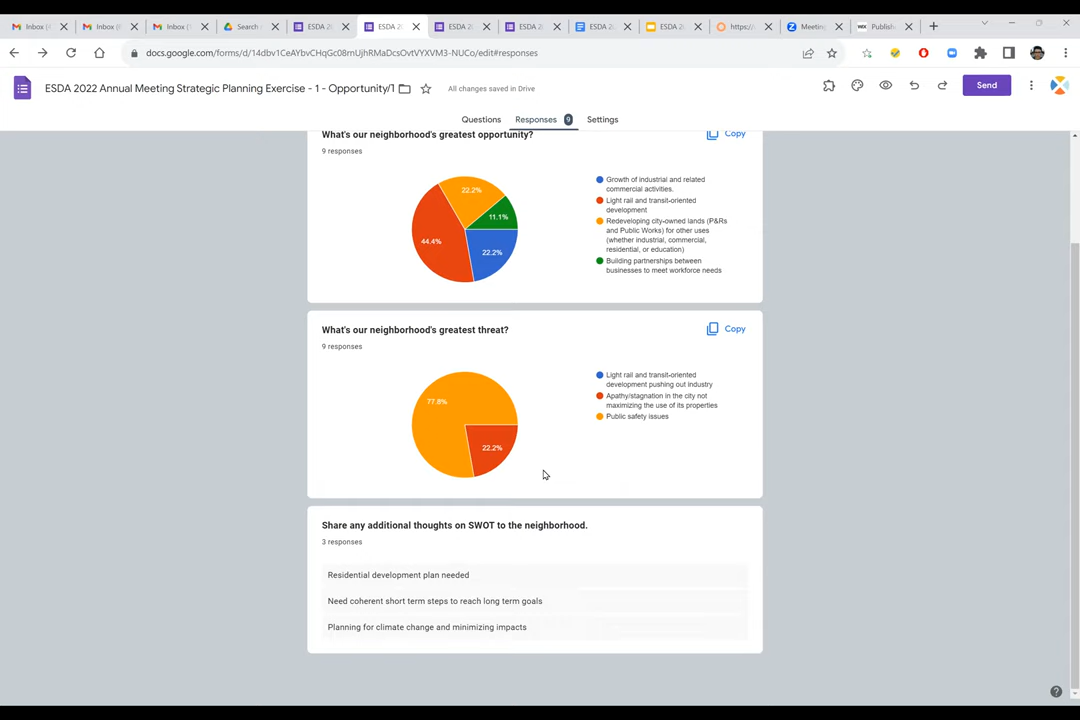 Inbox (
Inbox (
Inbox (
Search
ESDA 20
ESDA 20
ESDA 2
ESDA 2
ESDA 2
ESDA 2
https://
Meeting
Publish
docs.google.com/forms/d/14dbv1CeAYbvCHqGc08mUjhRMaDcsOvtVYXVM3-NUCo/edit#responses
ESDA 2022 Annual Meeting Strategic Planning Exercise - 1 - Opportunity/T
All changes saved in Drive
Send
Questions
Responses 9
Settings
What's our neighborhood's greatest opportunity?
Copy
9 responses
22.2%
11.1%
44.4%
22.2%
Growth of industrial and related
commercial activities.
Light rail and transit-oriented
development
Redeveloping city-owned lands (P&Rs
and Public Works) for other uses
(whether industrial, commercial,
residential, or education)
Building partnerships between
businesses to meet workforce needs
What's our neighborhood's greatest threat?
Copy
9 responses
77.8%
22.2%
Light rail and transit-oriented
development pushing out industry
Apathy/stagnation in the city not
maximizing the use of its properties
Public safety issues
Share any additional thoughts on SWOT to the neighborhood.
3 responses
Residential development plan needed
Need coherent short term steps to reach long term goals
Planning for climate change and minimizing impacts